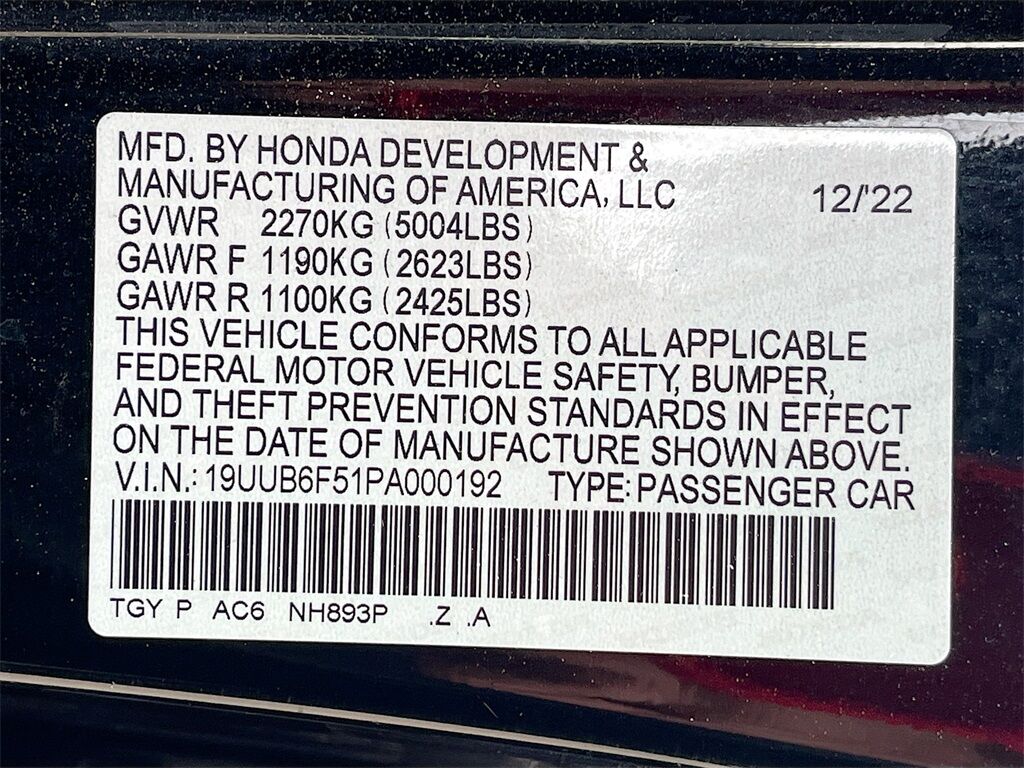 MFD. BY HONDA DEVELOPMENT &
MANUFACTURING OF AMERICA, LLC 12/'22
GVWR 2270KG (5004LBS)
GAWR F 1190KG (2623LBS)
GAWR R 1100KG (2425LBS)
THIS VEHICLE CONFORMS TO ALL APPLICABLE
FEDERAL MOTOR VEHICLE SAFETY, BUMPER,
AND THEFT PREVENTION STANDARDS IN EFFECT
ON THE DATE OF MANUFACTURE SHOWN ABOVE.
V.I.N.: 19UUB6F51PA000192 TYPE: PASSENGER CAR
TGY P AC6 NH893P .Z .A